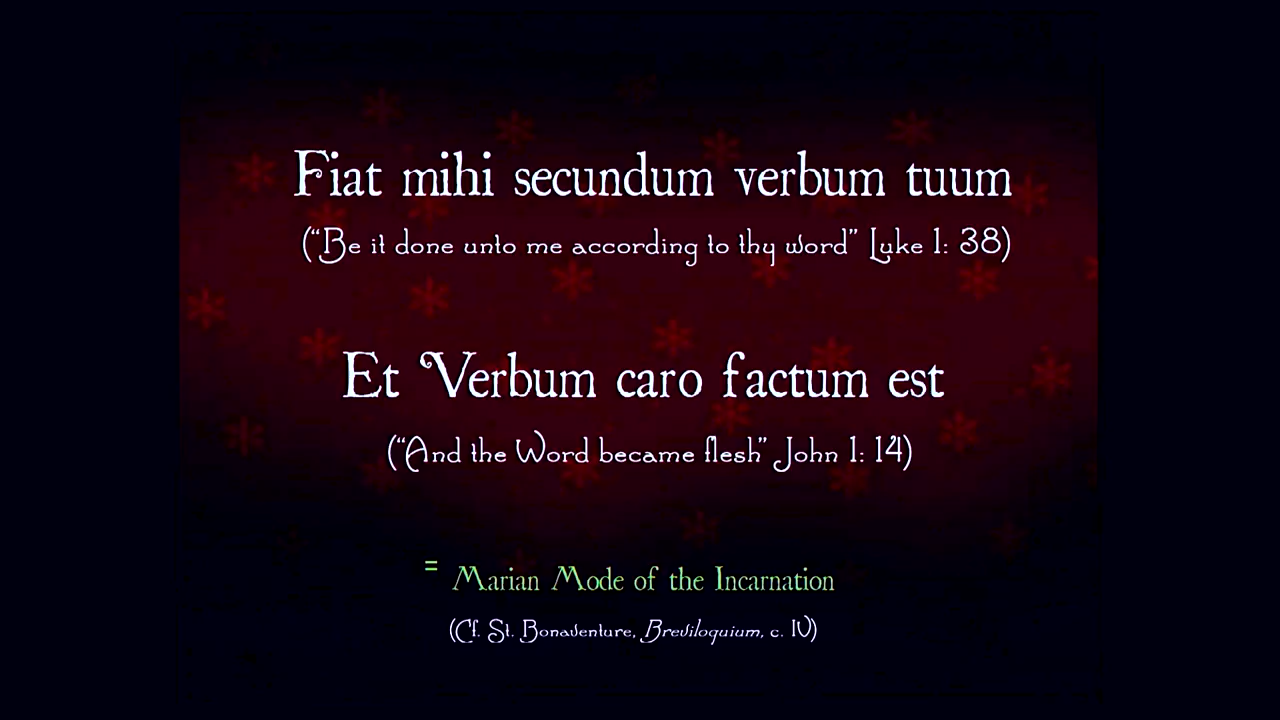 Fiat mihi secundum verbum tuum
(“Be it done unto me according to thy word” Luke 1: 38)
Et Verbum caro factum est
(“And the Word became flesh” John 1: 14)
= Marian Mode of the Incarnation
(Cf. St. Bonaventure, Breviloquium, c. IV)